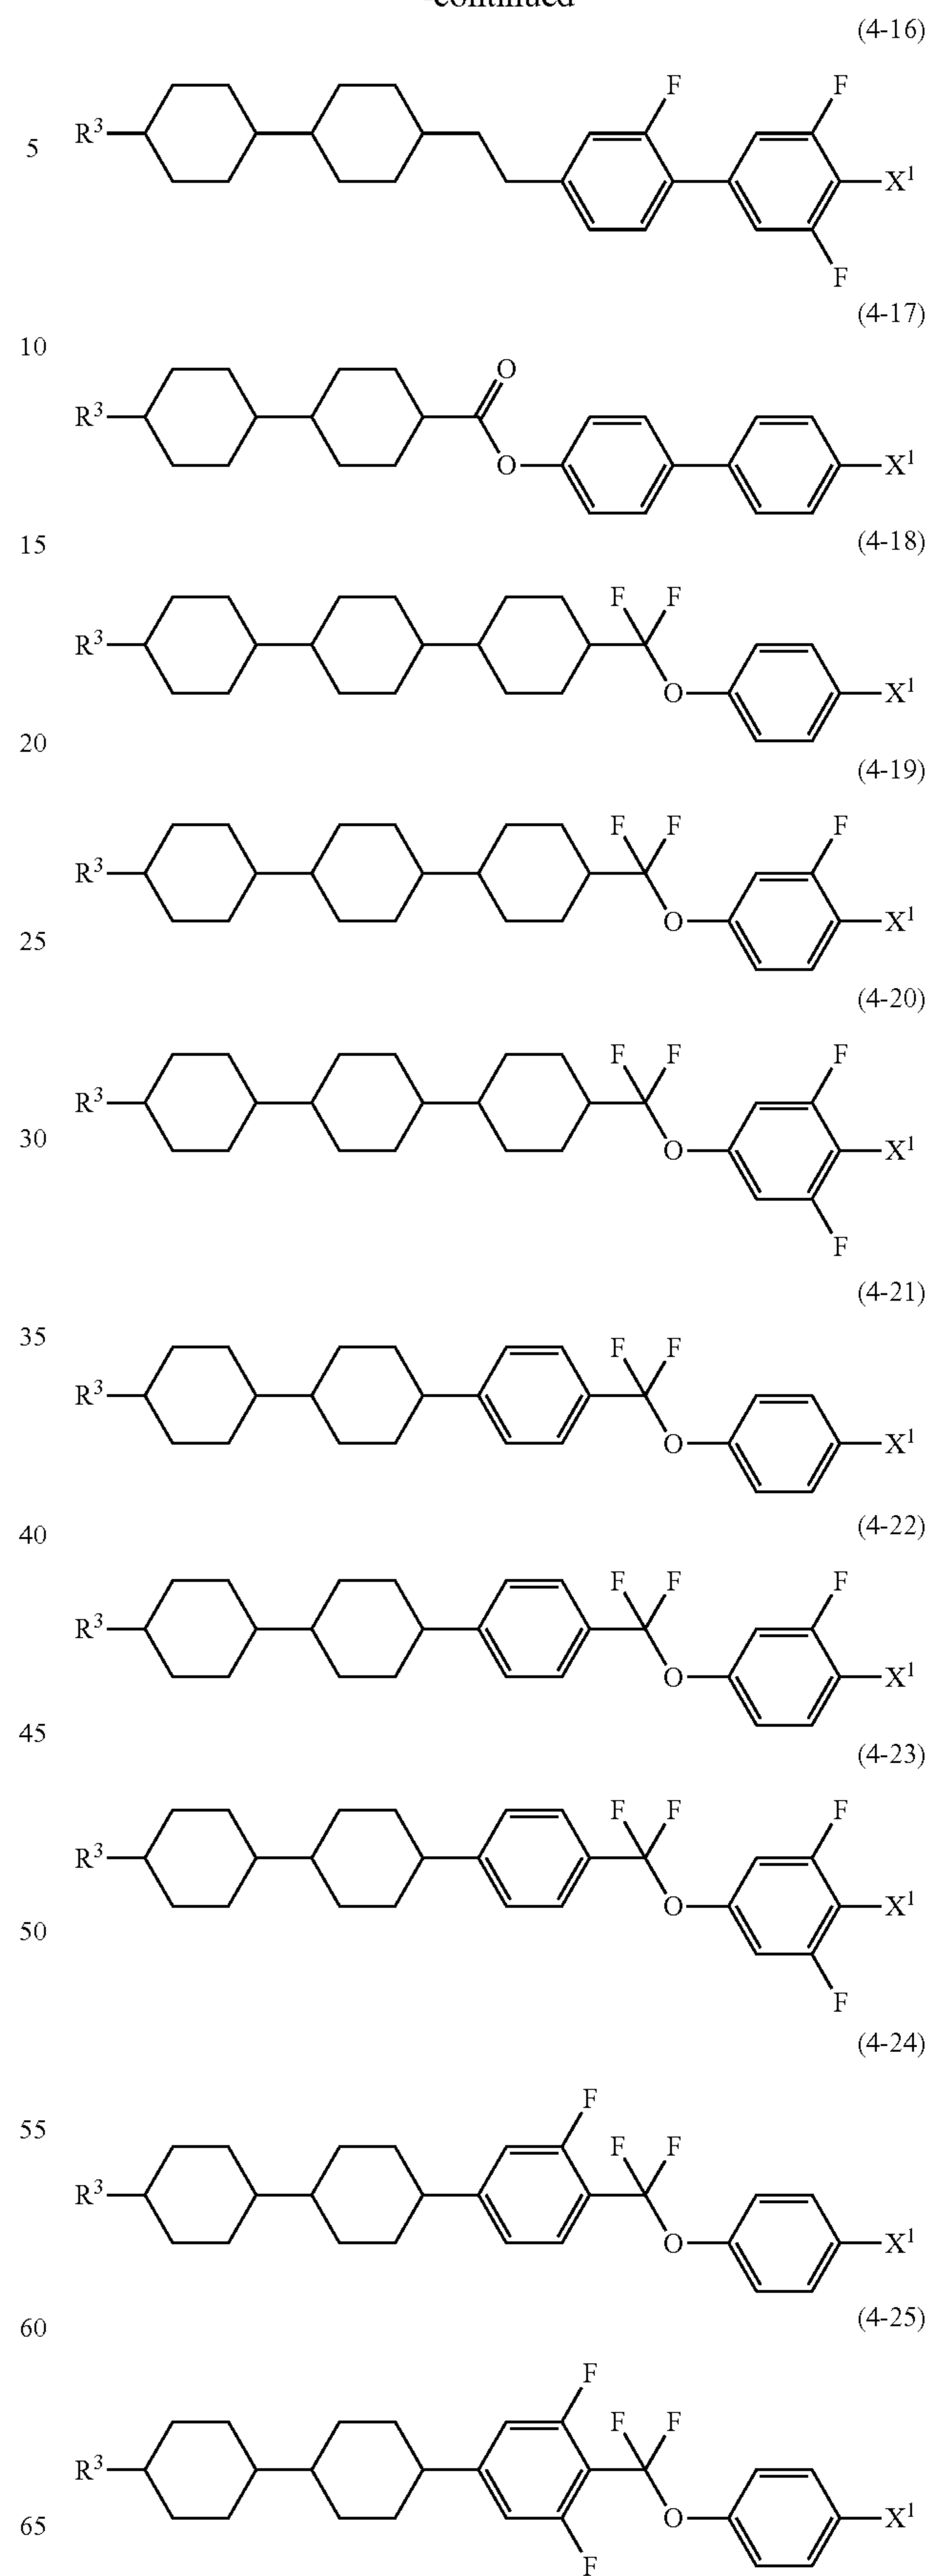 -continued
(4-16)
F F
5 R³ X¹
F
(4-17)
10
O
R³ X¹
O
15 (4-18)
F F
R³ X¹
O
20
(4-19)
F F F
R³
O X¹
25
(4-20)
F F F
R³
30 O X¹
F
(4-21)
35
F F
R³
O X¹
40 (4-22)
F F F
R³
O X¹
45
(4-23)
F F F
R³
O X¹
50
F
(4-24)
F
55
F F
R³
O X¹
60 (4-25)
F
F F
R³
65 O X¹
F